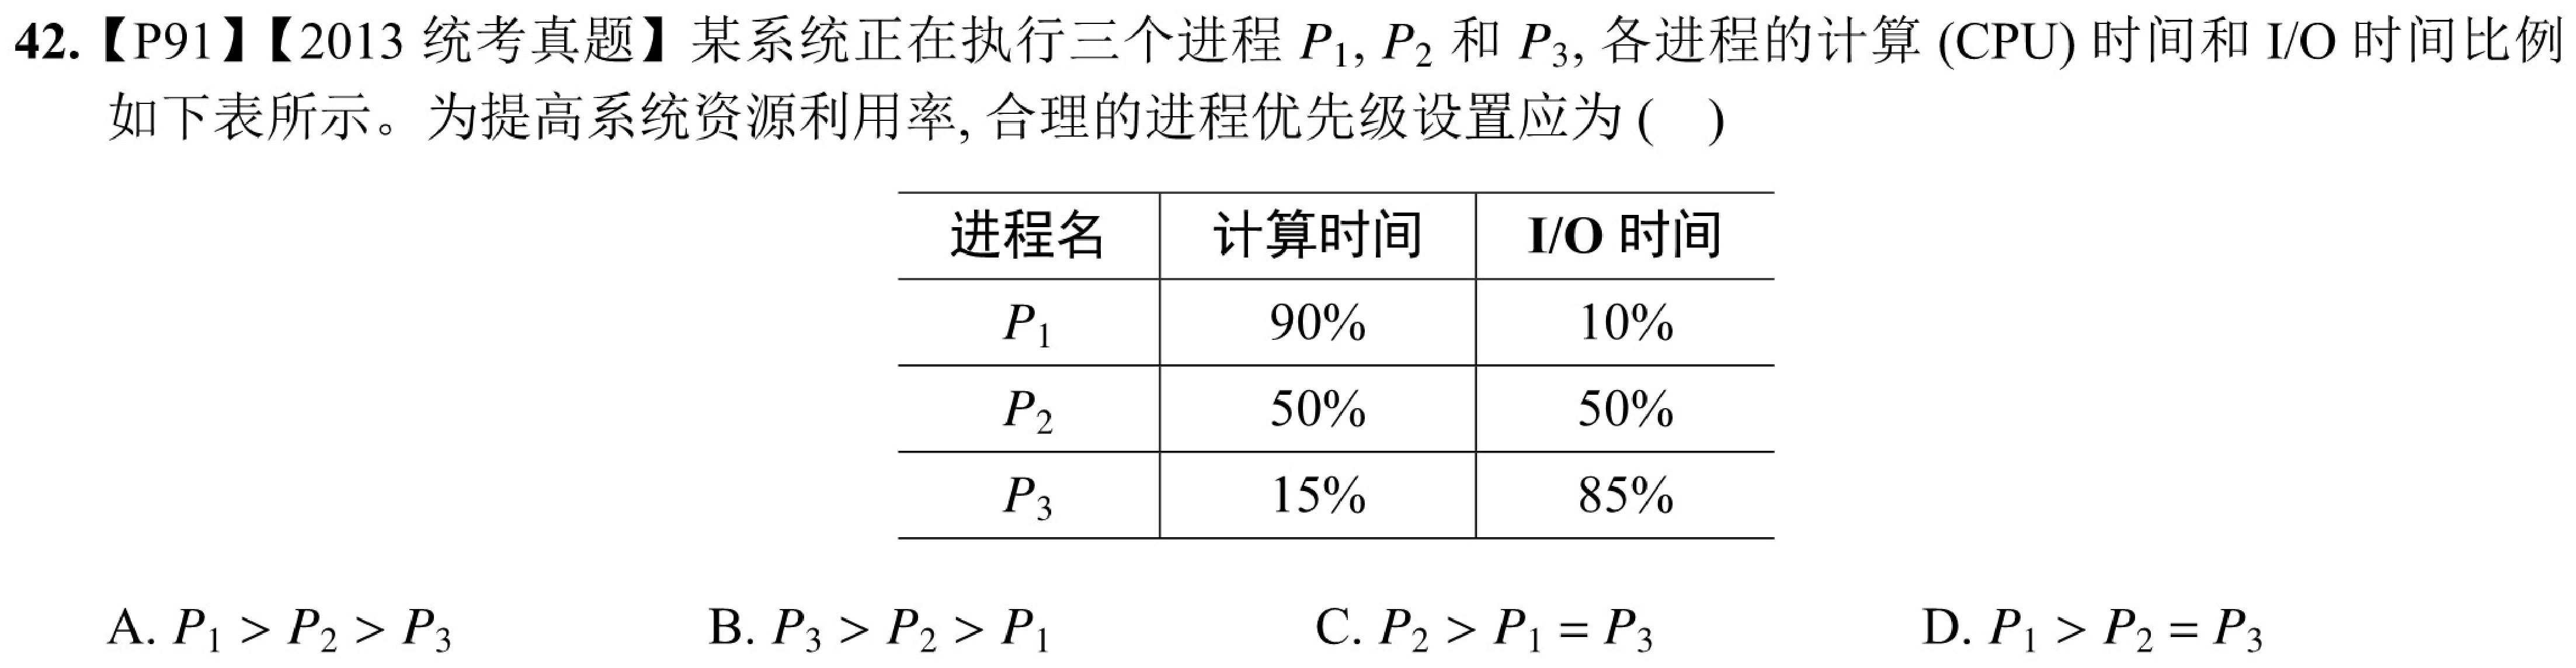 42.【P91】【2013 统考真题】某系统正在执行三个进程 P₁, P₂ 和 P₃, 各进程的计算 (CPU) 时间和 I/O 时间比例
如下表所示。为提高系统资源利用率, 合理的进程优先级设置应为 ( )
进程名 计算时间 I/O 时间
P₁ 90% 10%
P₂ 50% 50%
P₃ 15% 85%
A. P₁ > P₂ > P₃ B. P₃ > P₂ > P₁ C. P₂ > P₁ = P₃ D. P₁ > P₂ = P₃